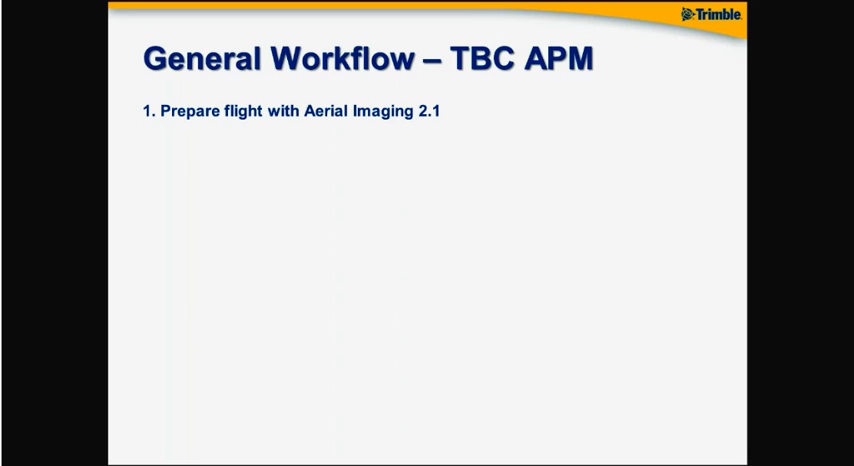 Trimble
General Workflow – TBC APM
1. Prepare flight with Aerial Imaging 2.1